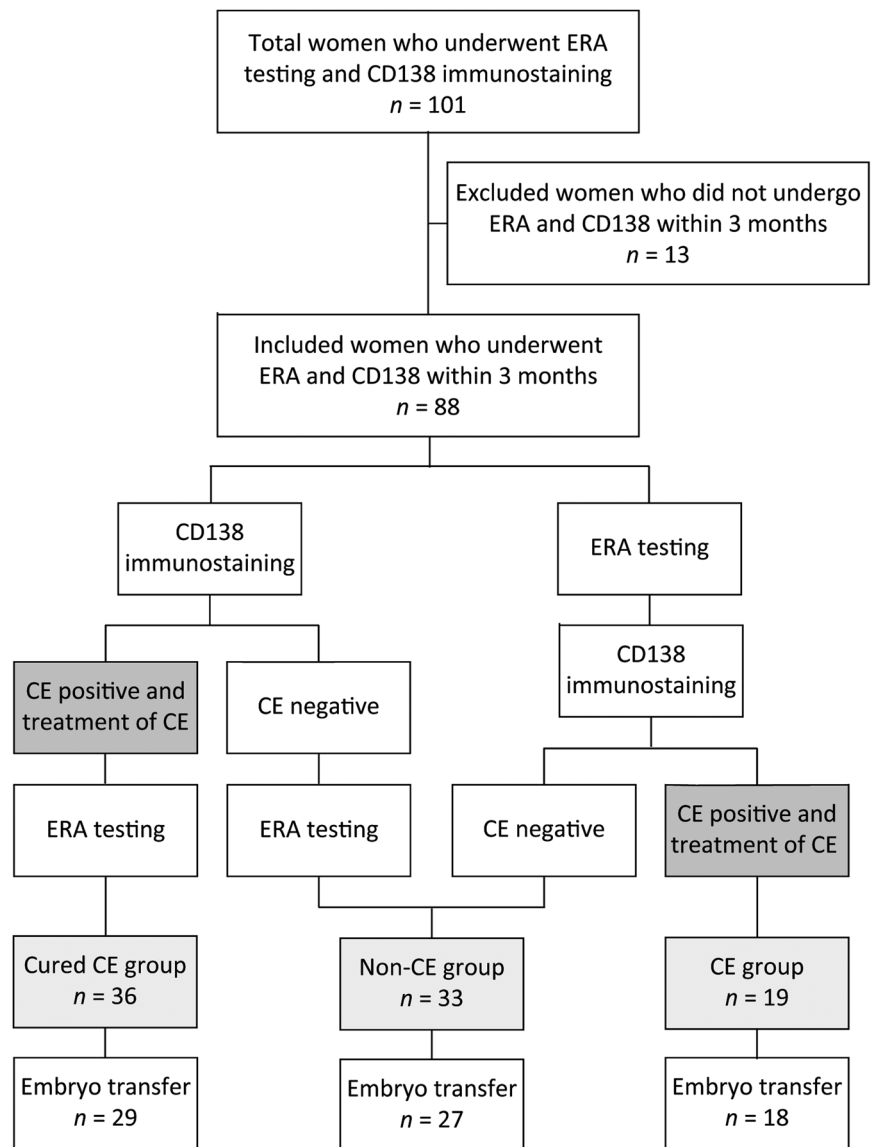 Total women who underwent ERA
testing and CD138 immunostaining
n = 101
Excluded women who did not undergo
ERA and CD138 within 3 months
n = 13
Included women who underwent
ERA and CD138 within 3 months
n = 88
CD138
immunostaining
ERA testing
CD138
immunostaining
CE positive and
treatment of CE
CE negative
ERA testing
ERA testing
CE negative
CE positive and
treatment of CE
Cured CE group
n = 36
Non-CE group
n = 33
CE group
n = 19
Embryo transfer
n = 29
Embryo transfer
n = 27
Embryo transfer
n = 18